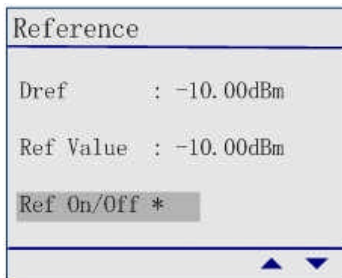 Reference
Dref : -10.00dBm
Ref Value : -10.00dBm
Ref On/Off *